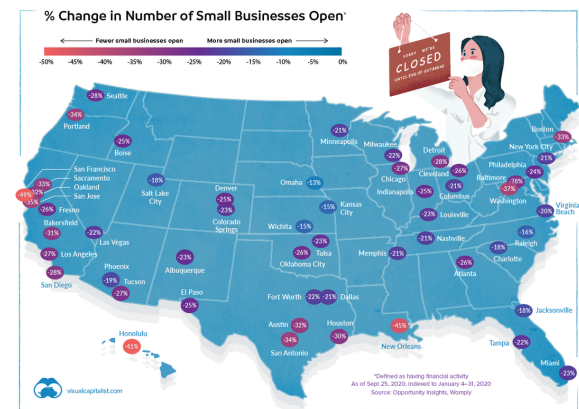 % Change in Number of Small Businesses Open*
Fewer small businesses open
More small businesses open
-50% -45% -40% -35% -30% -25% -20% -15% -10% -5% 0%
SORRY WE'RE
CLOSED
UNTIL END OF OUTBREAK
-28% Seattle
-34%
Portland
-25%
Boise
San Francisco
Sacramento
Oakland
San Jose
-33%
-32%
-49%
-35%
-26% Fresno
Bakersfield
-31%
-27% Los Angeles
-28%
San Diego
-22%
Las Vegas
-18%
Salt Lake
City
Denver
-25%
-23%
Colorado
Springs
Phoenix
-19% Tucson
-27%
-23%
Albuquerque
El Paso
-25%
Omaha -13%
-15% Kansas
City
Wichita -15%
-23%
Tulsa
-26%
Oklahoma City
Fort Worth -22% -21% Dallas
Austin -32%
-34%
San Antonio
Houston
-30%
-45%
New Orleans
-21%
Minneapolis
Milwaukee
-22%
-27%
Chicago
Detroit
-28%
Cleveland -26%
Indianapolis -25%
-21%
Columbus
-23% Louisville
-21% Nashville
Memphis -21%
-26%
Atlanta
Boston
-33%
New York City
-21%
Philadelphia
-24%
Baltimore -28%
-37%
Washington
-20% Virginia
Beach
-16%
Raleigh
-18%
Charlotte
-18% Jacksonville
Tampa -22%
Miami
-23%
Honolulu
-41%
visualcapitalist.com
*Defined as having financial activity
As of Sept 25, 2020, indexed to January 4–31, 2020
Source: Opportunity Insights, Womply